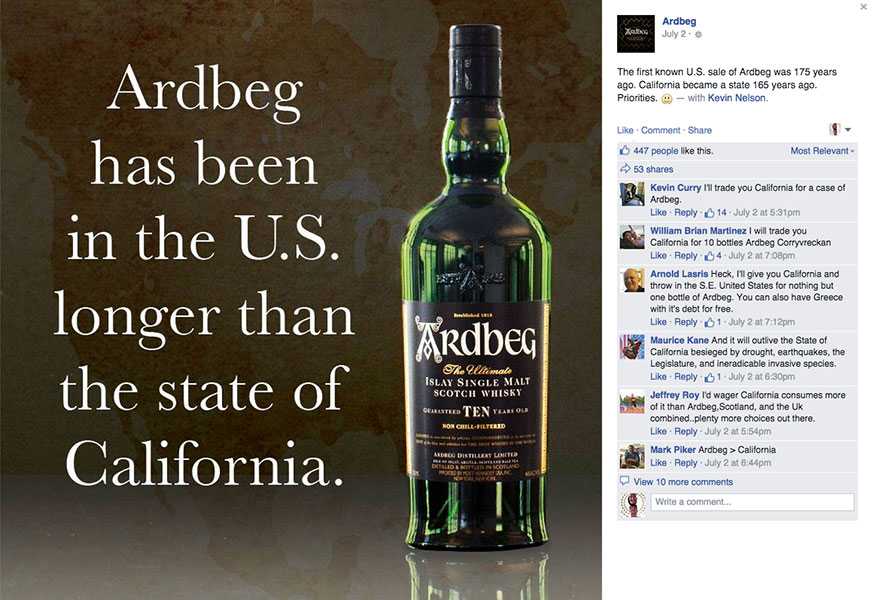 Ardbeg
has been
in the U.S.
longer than
the state of
California.
Established 1815
ARDBEG
The Ultimate
ISLAY SINGLE MALT
SCOTCH WHISKY
GUARANTEED TEN YEARS OLD
NON CHILL-FILTERED
ARDBEG DISTILLERY LIMITED
DISTILLED & BOTTLED IN SCOTLAND
Ardbeg
Ardbeg
July 2 ·
The first known U.S. sale of Ardbeg was 175 years
ago. California became a state 165 years ago.
Priorities. 🙂 — with Kevin Nelson.
Like · Comment · Share
447 people like this.
Most Relevant
53 shares
Kevin Curry I'll trade you California for a case of
Ardbeg.
Like · Reply · 14 · July 2 at 5:31pm
William Brian Martinez I will trade you
California for 10 bottles Ardbeg Corryvreckan
Like · Reply · 4 · July 2 at 7:08pm
Arnold Lasris Heck, I'll give you California and
throw in the S.E. United States for nothing but
one bottle of Ardbeg. You can also have Greece
with it's debt for free.
Like · Reply · 1 · July 2 at 7:12pm
Maurice Kane And it will outlive the State of
California besieged by drought, earthquakes, the
Legislature, and ineradicable invasive species.
Like · Reply · 1 · July 2 at 6:30pm
Jeffrey Roy I'd wager California consumes more
of it than Ardbeg,Scotland, and the Uk
combined..plenty more choices out there.
Like · Reply · July 2 at 5:54pm
Mark Piker Ardbeg > California
Like · Reply · July 2 at 6:44pm
View 10 more comments
Write a comment...